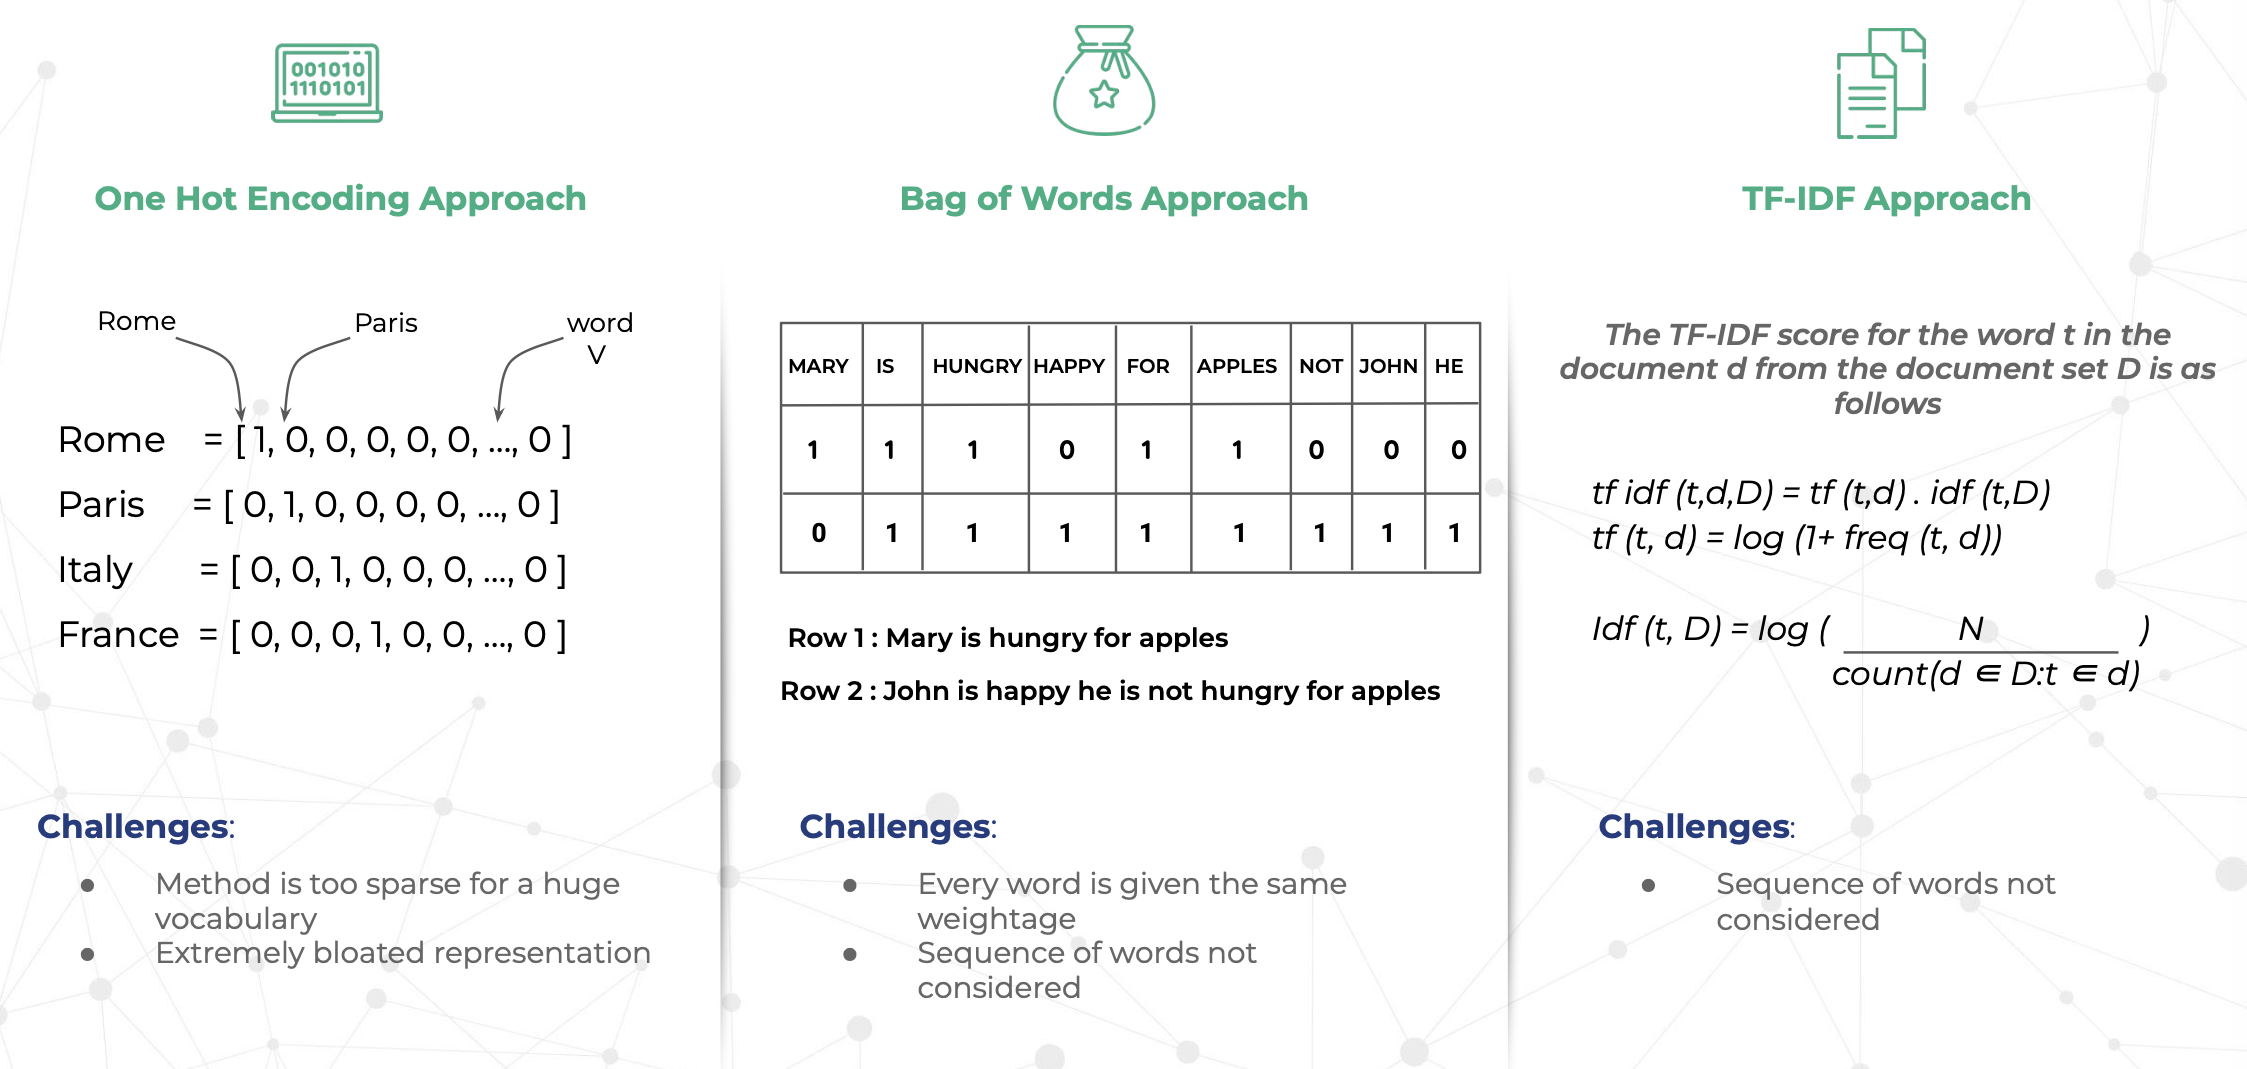 001010
1110101
One Hot Encoding Approach
Rome
Paris
word
V
Rome = [ 1, 0, 0, 0, 0, 0, ..., 0 ]
Paris = [ 0, 1, 0, 0, 0, 0, ..., 0 ]
Italy = [ 0, 0, 1, 0, 0, 0, ..., 0 ]
France = [ 0, 0, 0, 1, 0, 0, ..., 0 ]
Challenges:
● Method is too sparse for a huge
vocabulary
● Extremely bloated representation
Bag of Words Approach
MARY IS HUNGRY HAPPY FOR APPLES NOT JOHN HE
1 1 1 0 1 1 0 0 0
0 1 1 1 1 1 1 1 1
Row 1 : Mary is hungry for apples
Row 2 : John is happy he is not hungry for apples
Challenges:
● Every word is given the same
weightage
● Sequence of words not
considered
TF-IDF Approach
The TF-IDF score for the word t in the
document d from the document set D is as
follows
tf idf (t,d,D) = tf (t,d) . idf (t,D)
tf (t, d) = log (1+ freq (t, d))
Idf (t, D) = log ( N )
count(d ∈ D:t ∈ d)
Challenges:
● Sequence of words not
considered